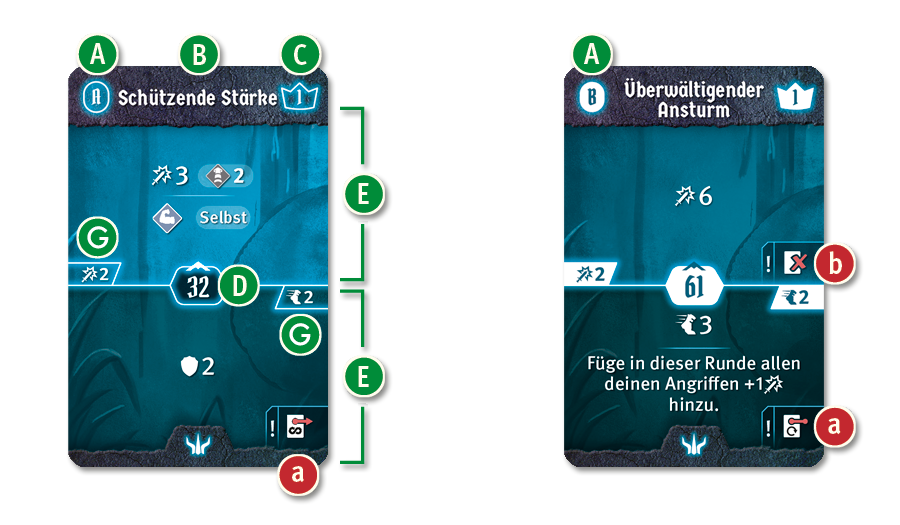 A
B
C
A
Schützende Stärke
1
3
2
Selbst
E
G
2
32
D
2
G
2
E
!
a
A
B
Überwältigender
Ansturm
1
6
! b
2
61
2
3
Füge in dieser Runde allen
deinen Angriffen +1
hinzu.
! a